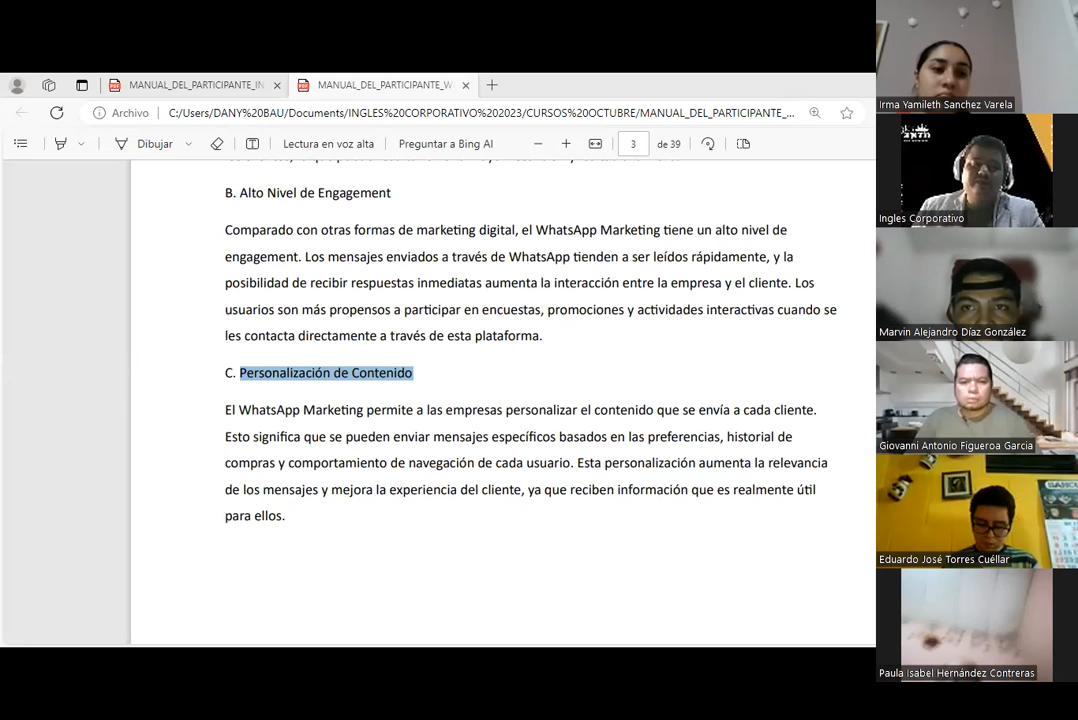 MANUAL_DEL_PARTICIPANTE_IN
MANUAL_DEL_PARTICIPANTE_W
Archivo
C:/Users/DANY%20BAU/Documents/INGLES%20CORPORATIVO%202023/CURSOS%20OCTUBRE/MANUAL_DEL_PARTICIPANTE_...
Dibujar
Lectura en voz alta
Preguntar a Bing AI
3
de 39
B. Alto Nivel de Engagement
Comparado con otras formas de marketing digital, el WhatsApp Marketing tiene un alto nivel de
engagement. Los mensajes enviados a través de WhatsApp tienden a ser leídos rápidamente, y la
posibilidad de recibir respuestas inmediatas aumenta la interacción entre la empresa y el cliente. Los
usuarios son más propensos a participar en encuestas, promociones y actividades interactivas cuando se
les contacta directamente a través de esta plataforma.
C. Personalización de Contenido
El WhatsApp Marketing permite a las empresas personalizar el contenido que se envía a cada cliente.
Esto significa que se pueden enviar mensajes específicos basados en las preferencias, historial de
compras y comportamiento de navegación de cada usuario. Esta personalización aumenta la relevancia
de los mensajes y mejora la experiencia del cliente, ya que reciben información que es realmente útil
para ellos.
Irma Yamileth Sanchez Varela
Ingles Corporativo
Marvin Alejandro Díaz González
Giovanni Antonio Figueroa Garcia
Eduardo José Torres Cuéllar
Paula Isabel Hernández Contreras